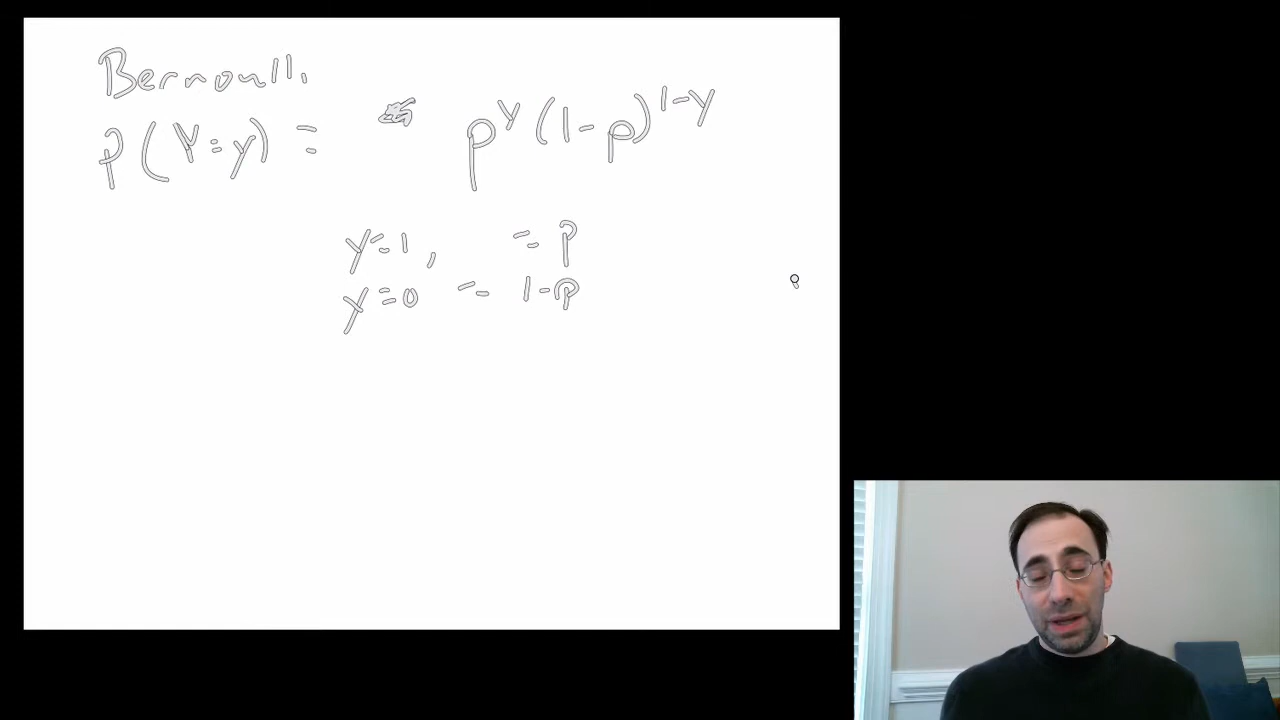 Bernoulli
P(Y=y) = p^y (1-p)^{1-y}
y=1, = p
y=0 = 1-p